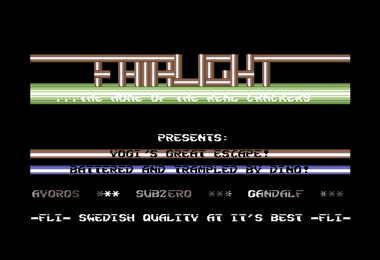 FAIRLIGHT
...THE HOME OF THE REAL CRACKERS
PRESENTS:
YOGI'S GREAT ESCAPE!
BATTERED AND TRAMPLED BY DINO!
AVOROS *** SUBZERO *** GANDALF ***
-FLI- SWEDISH QUALITY AT IT'S BEST -FLI-